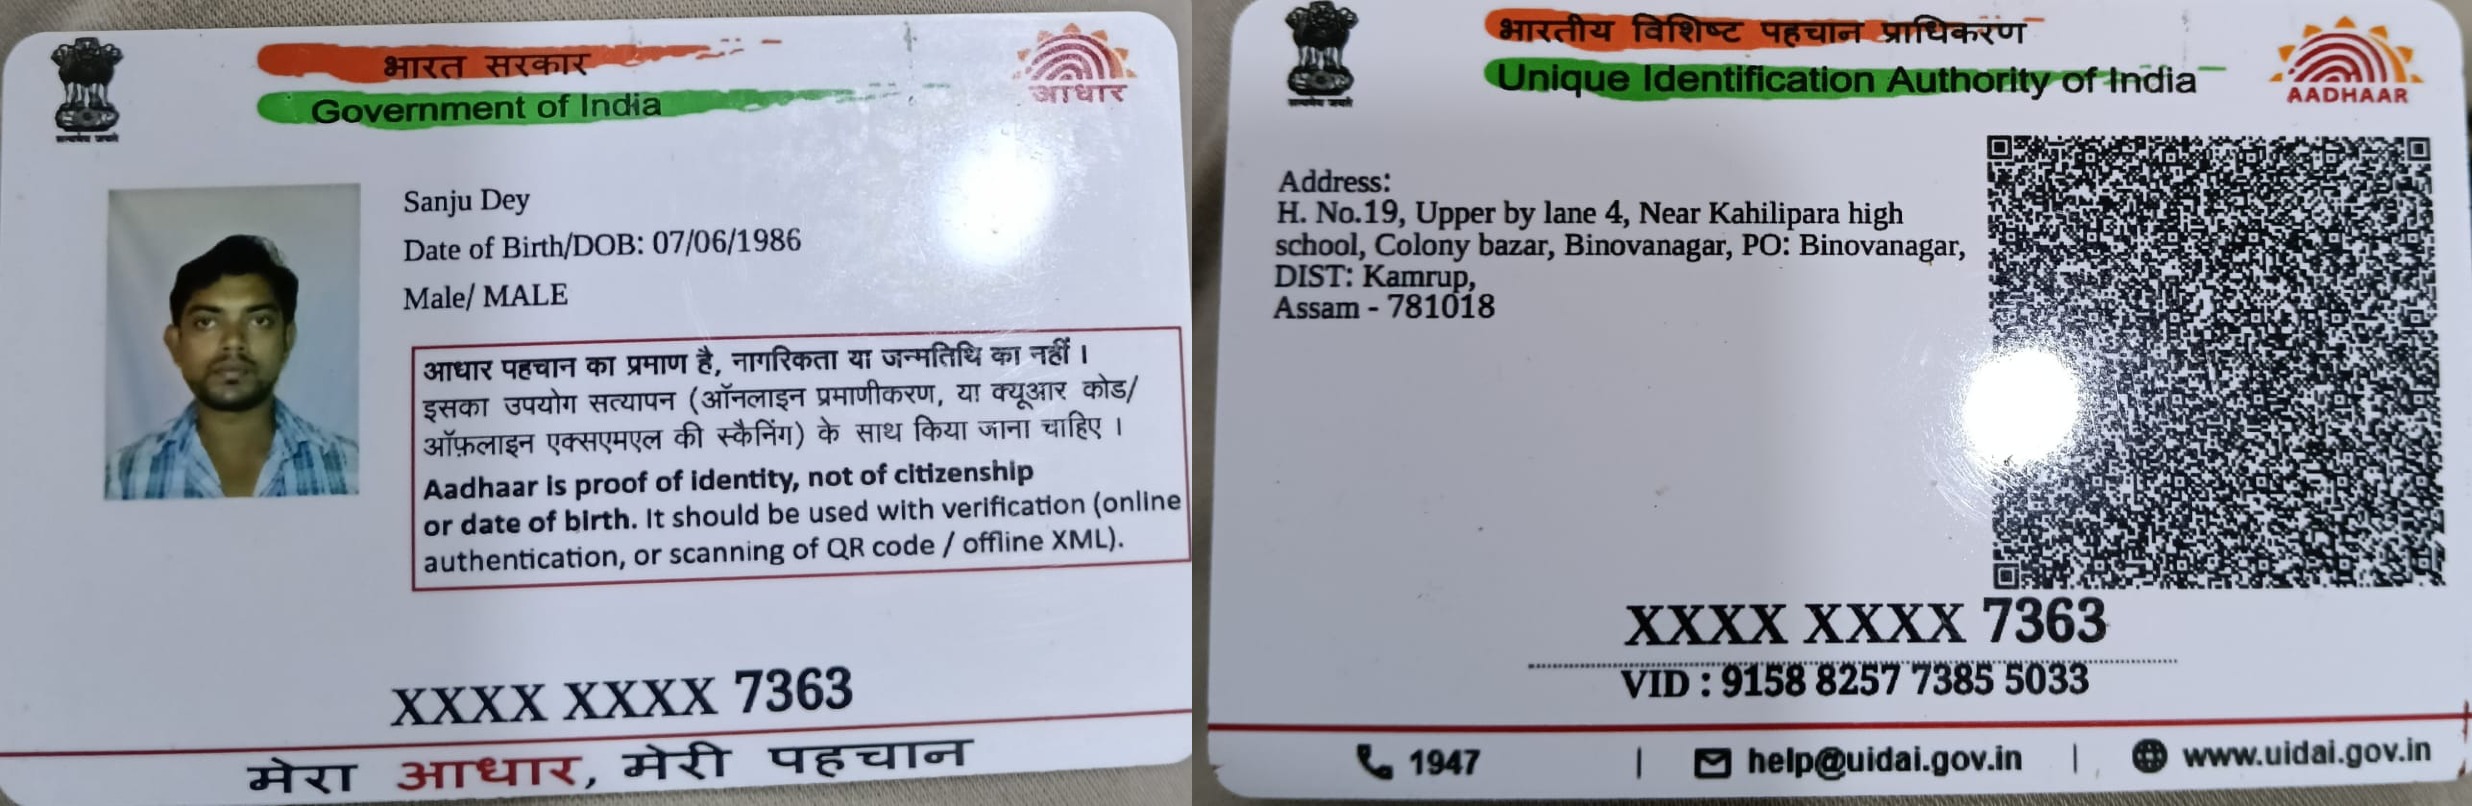 भारत सरकार
Government of India
आधार
सत्यमेव जयते
Sanju Dey
Date of Birth/DOB: 07/06/1986
Male/ MALE
आधार पहचान का प्रमाण है, नागरिकता या जन्मतिथि का नहीं ।
इसका उपयोग सत्यापन (ऑनलाइन प्रमाणीकरण, या क्यूआर कोड/
ऑफ़लाइन एक्सएमएल की स्कैनिंग) के साथ किया जाना चाहिए ।
Aadhaar is proof of identity, not of citizenship
or date of birth. It should be used with verification (online
authentication, or scanning of QR code / offline XML).
XXXX XXXX 7363
मेरा आधार, मेरी पहचान
भारतीय विशिष्ट पहचान प्राधिकरण
Unique Identification Authority of India
AADHAAR
सत्यमेव जयते
Address:
H. No.19, Upper by lane 4, Near Kahilipara high
school, Colony bazar, Binovanagar, PO: Binovanagar,
DIST: Kamrup,
Assam - 781018
XXXX XXXX 7363
VID : 9158 8257 7385 5033
1947 | help@uidai.gov.in | www.uidai.gov.in